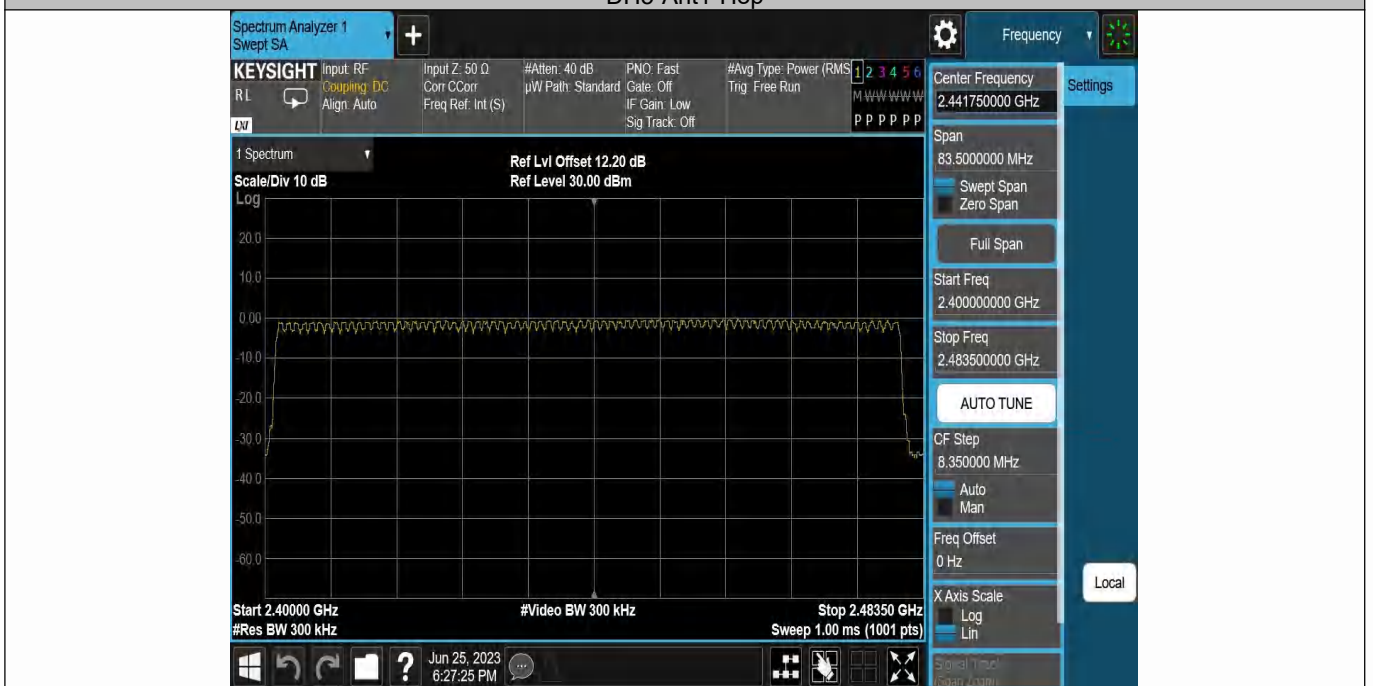 Spectrum Analyzer 1
Swept SA
+
Frequency
KEYSIGHT
RL
LXI
Input: RF
Coupling: DC
Align: Auto
Input Z: 50 Ω
Corr CCorr
Freq Ref: Int (S)
#Atten: 40 dB
µW Path: Standard
PNO: Fast
Gate: Off
IF Gain: Low
Sig Track: Off
#Avg Type: Power (RMS
Trig: Free Run
1 2 3 4 5 6
M W W W W W
P P P P P P
Center Frequency
2.441750000 GHz
Settings
Span
83.5000000 MHz
Swept Span
Zero Span
Full Span
Start Freq
2.400000000 GHz
Stop Freq
2.483500000 GHz
AUTO TUNE
CF Step
8.350000 MHz
Auto
Man
Freq Offset
0 Hz
X Axis Scale
Log
Lin
Local
1 Spectrum
Scale/Div 10 dB
Ref Lvl Offset 12.20 dB
Ref Level 30.00 dBm
Log
20.0
10.0
0.00
-10.0
-20.0
-30.0
-40.0
-50.0
-60.0
Start 2.40000 GHz
#Res BW 300 kHz
#Video BW 300 kHz
Stop 2.48350 GHz
Sweep 1.00 ms (1001 pts)
?
Jun 25, 2023
6:27:25 PM